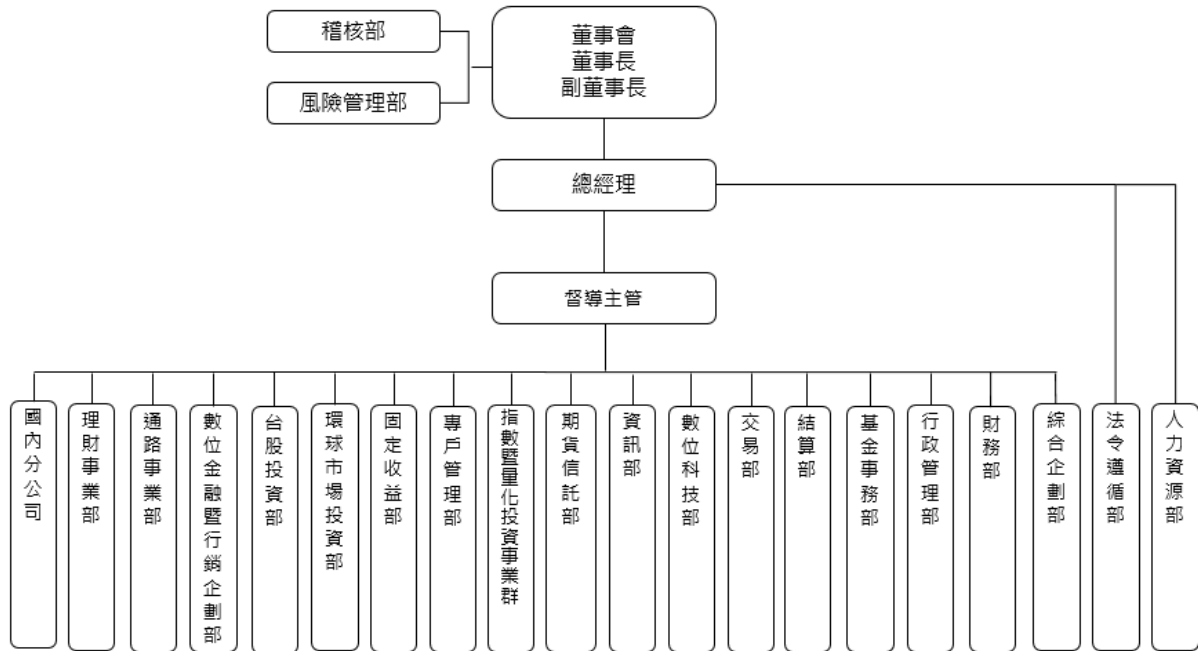 稽核部
風險管理部
董事會
董事長
副董事長
總經理
督導主管
國內分公司
理財事業部
通路事業部
數位金融暨行銷企劃部
台股投資部
環球市場投資部
固定收益部
專戶管理部
指數暨量化投資事業群
期貨信託部
資訊部
數位科技部
交易部
結算部
基金事務部
行政管理部
財務部
綜合企劃部
法令遵循部
人力資源部